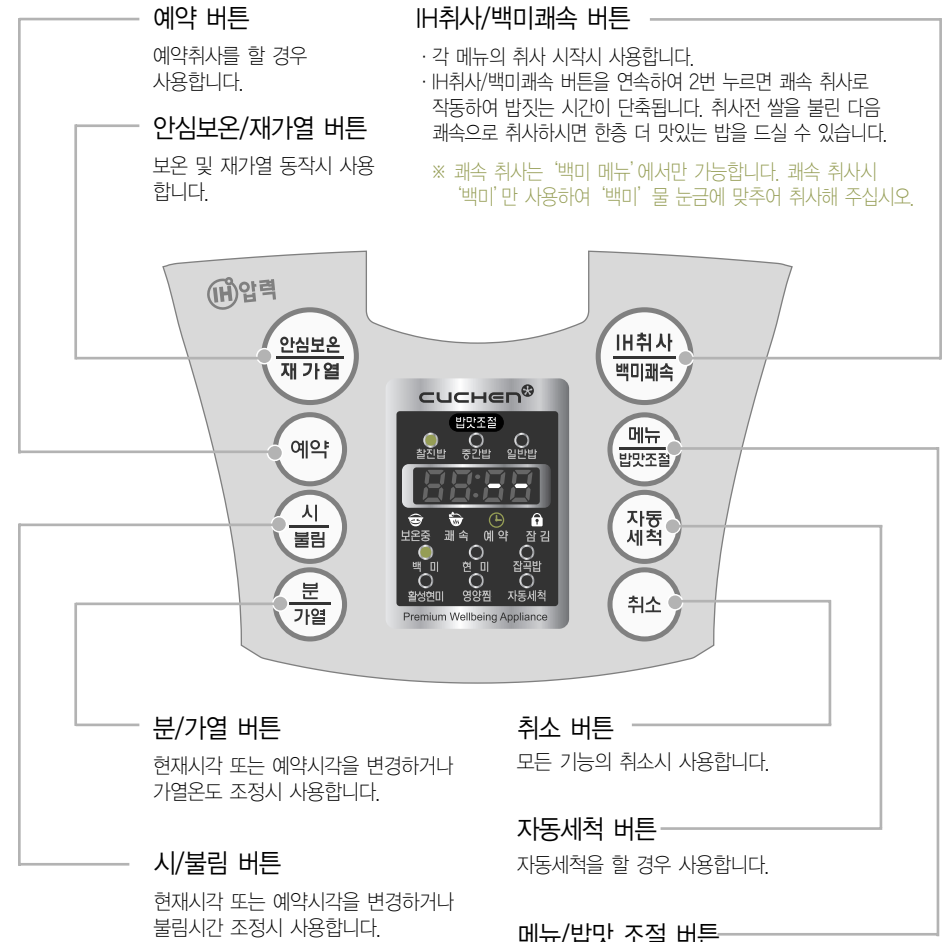 예약 버튼
예약취사를 할 경우
사용합니다.
안심보온/재가열 버튼
보온 및 재가열 동작시 사용
합니다.
IH취사/백미쾌속 버튼
· 각 메뉴의 취사 시작시 사용합니다.
· IH취사/백미쾌속 버튼을 연속하여 2번 누르면 쾌속 취사로
작동하여 밥짓는 시간이 단축됩니다. 취사전 쌀을 불린 다음
쾌속으로 취사하시면 한층 더 맛있는 밥을 드실 수 있습니다.
※ 쾌속 취사는 ‘백미 메뉴’에서만 가능합니다. 쾌속 취사시
‘백미’만 사용하여 ‘백미’ 물 눈금에 맞추어 취사해 주십시오.
IH압력
안심보온
재가열
예약
시
불림
분
가열
CUCHEN
밥맛조절
찰진밥 중간밥 일반밥
88:--
보온중 쾌속 예약 잠김
백미 현미 잡곡밥
활성현미 영양찜 자동세척
Premium Wellbeing Appliance
IH취사
백미쾌속
메뉴
밥맛조절
자동
세척
취소
분/가열 버튼
현재시각 또는 예약시각을 변경하거나
가열온도 조정시 사용합니다.
시/불림 버튼
현재시각 또는 예약시각을 변경하거나
불림시간 조정시 사용합니다.
취소 버튼
모든 기능의 취소시 사용합니다.
자동세척 버튼
자동세척을 할 경우 사용합니다.
메뉴/밥맛 조절 버튼